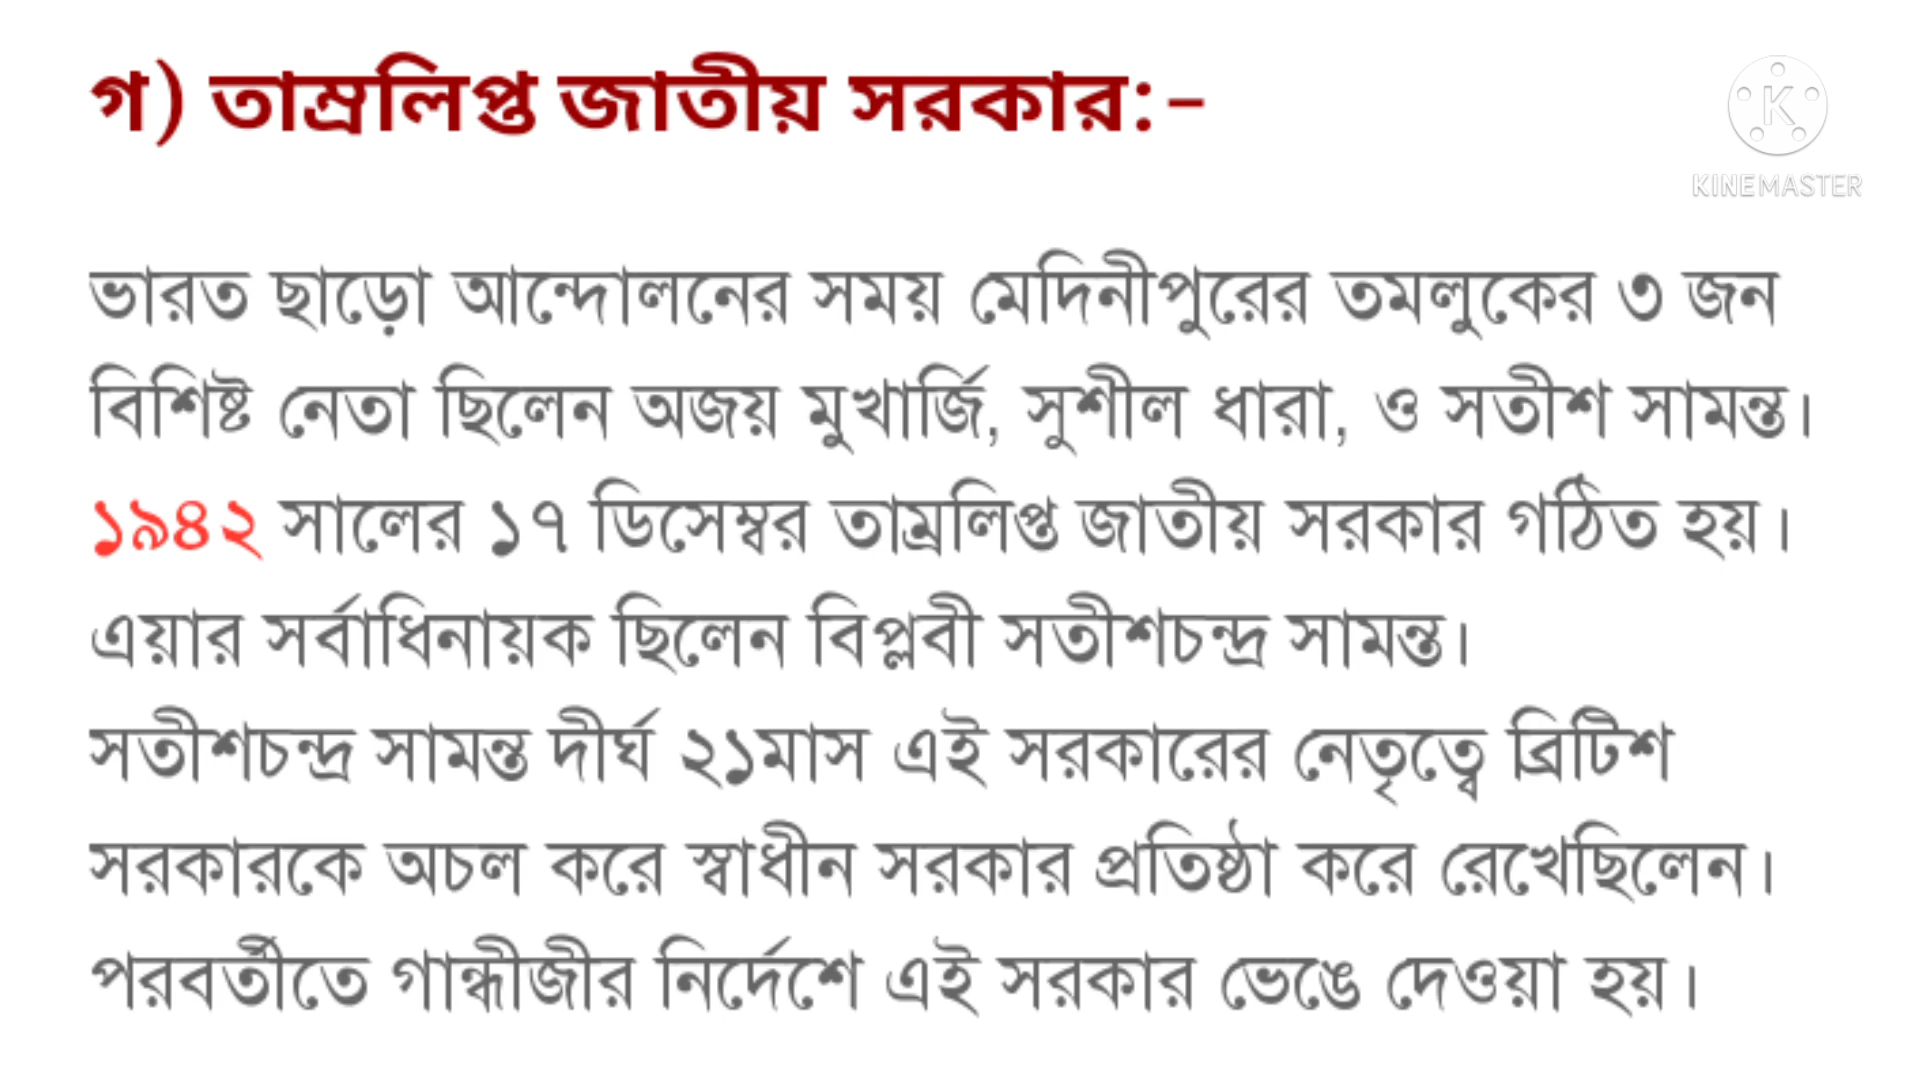 গ) তাম্রলিপ্ত জাতীয় সরকার:-
KINEMASTER
ভারত ছাড়ো আন্দোলনের সময় মেদিনীপুরের তমলুকের ৩ জন
বিশিষ্ট নেতা ছিলেন অজয় মুখার্জি, সুশীল ধারা, ও সতীশ সামন্ত।
১৯৪২ সালের ১৭ ডিসেম্বর তাম্রলিপ্ত জাতীয় সরকার গঠিত হয়।
এয়ার সর্বাধিনায়ক ছিলেন বিপ্লবী সতীশচন্দ্র সামন্ত।
সতীশচন্দ্র সামন্ত দীর্ঘ ২১মাস এই সরকারের নেতৃত্বে ব্রিটিশ
সরকারকে অচল করে স্বাধীন সরকার প্রতিষ্ঠা করে রেখেছিলেন।
পরবর্তীতে গান্ধীজীর নির্দেশে এই সরকার ভেঙে দেওয়া হয়।